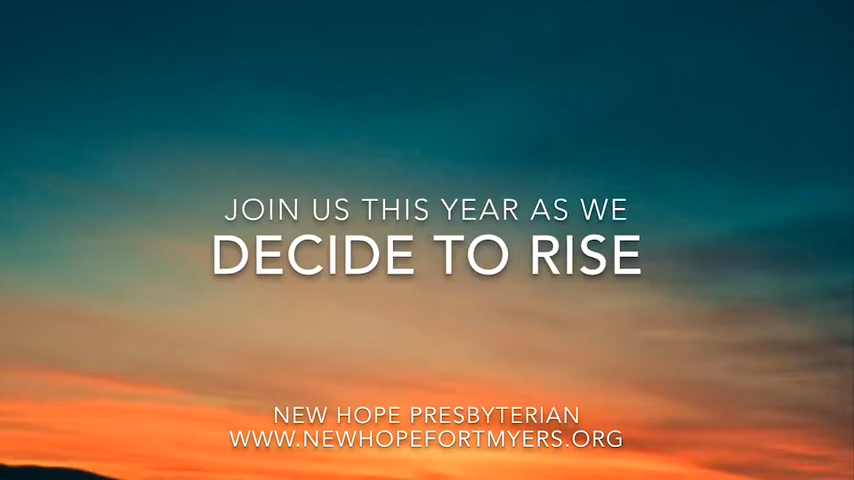 JOIN US THIS YEAR AS WE
DECIDE TO RISE
NEW HOPE PRESBYTERIAN
WWW.NEWHOPEFORTMYERS.ORG